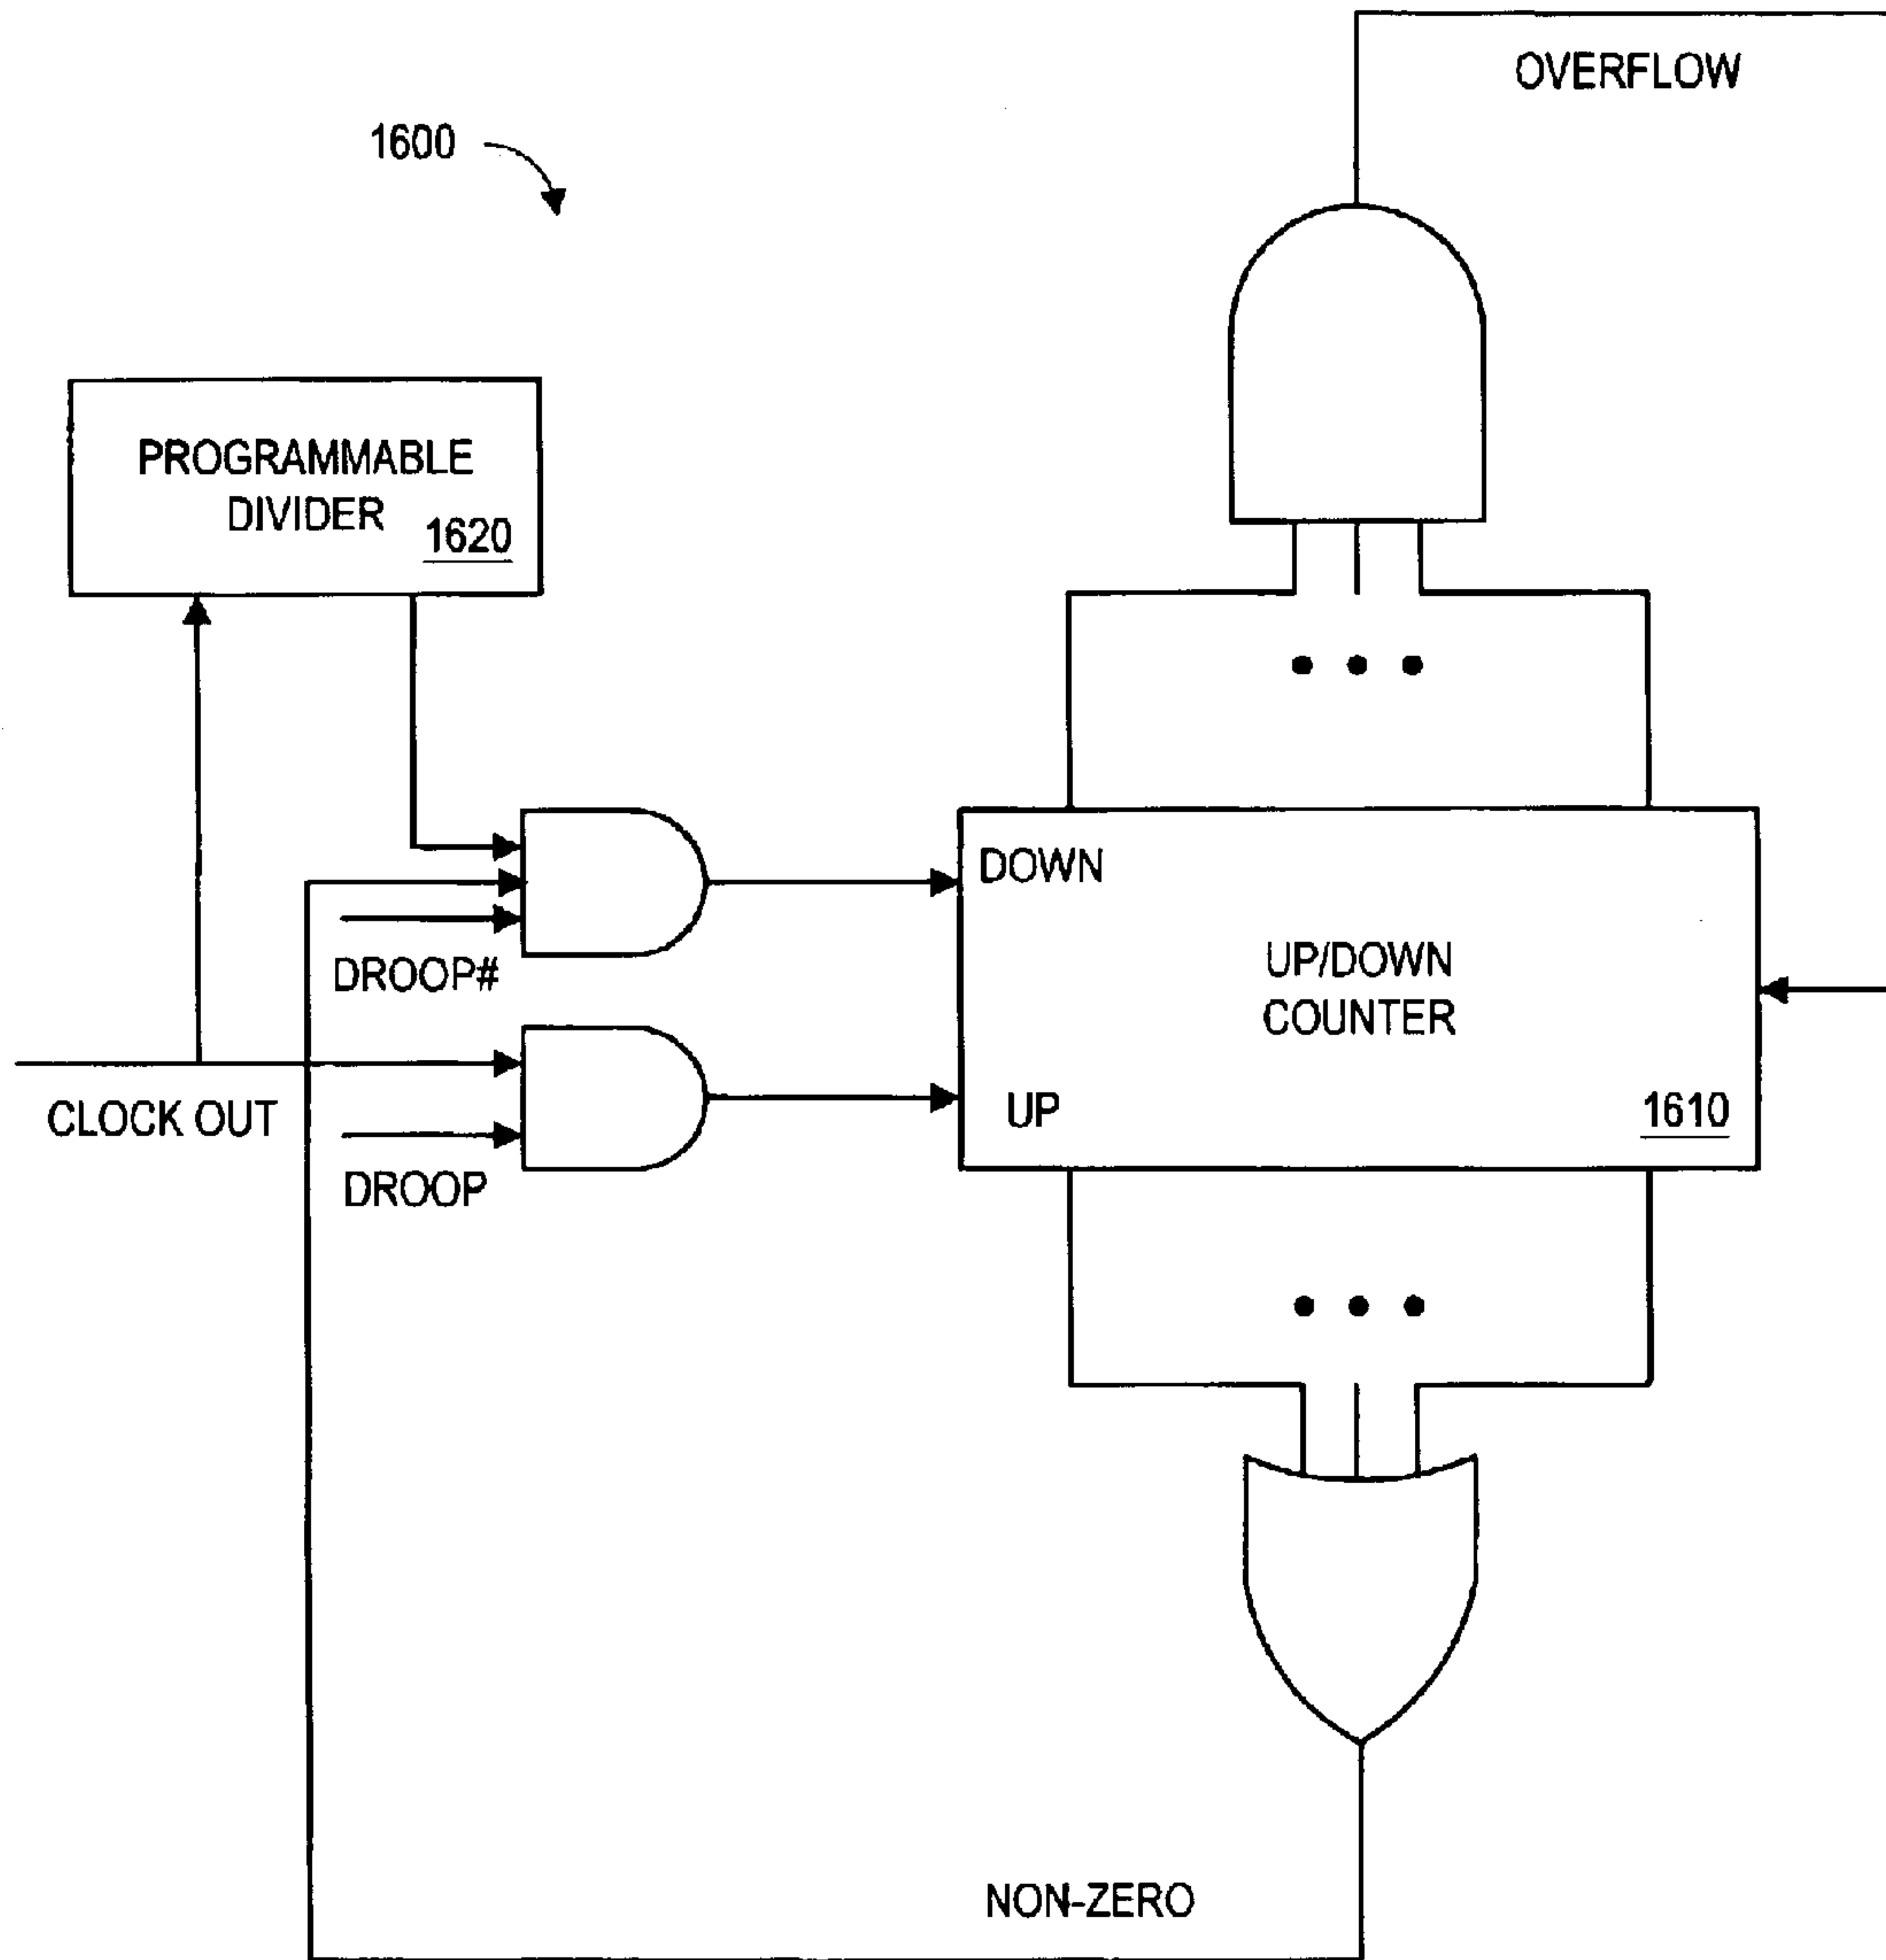 OVERFLOW
1600
PROGRAMMABLE
DIVIDER
1620
DOWN
DROOP#
UP/DOWN
COUNTER
CLOCK OUT
UP
1610
DROOP
NON-ZERO